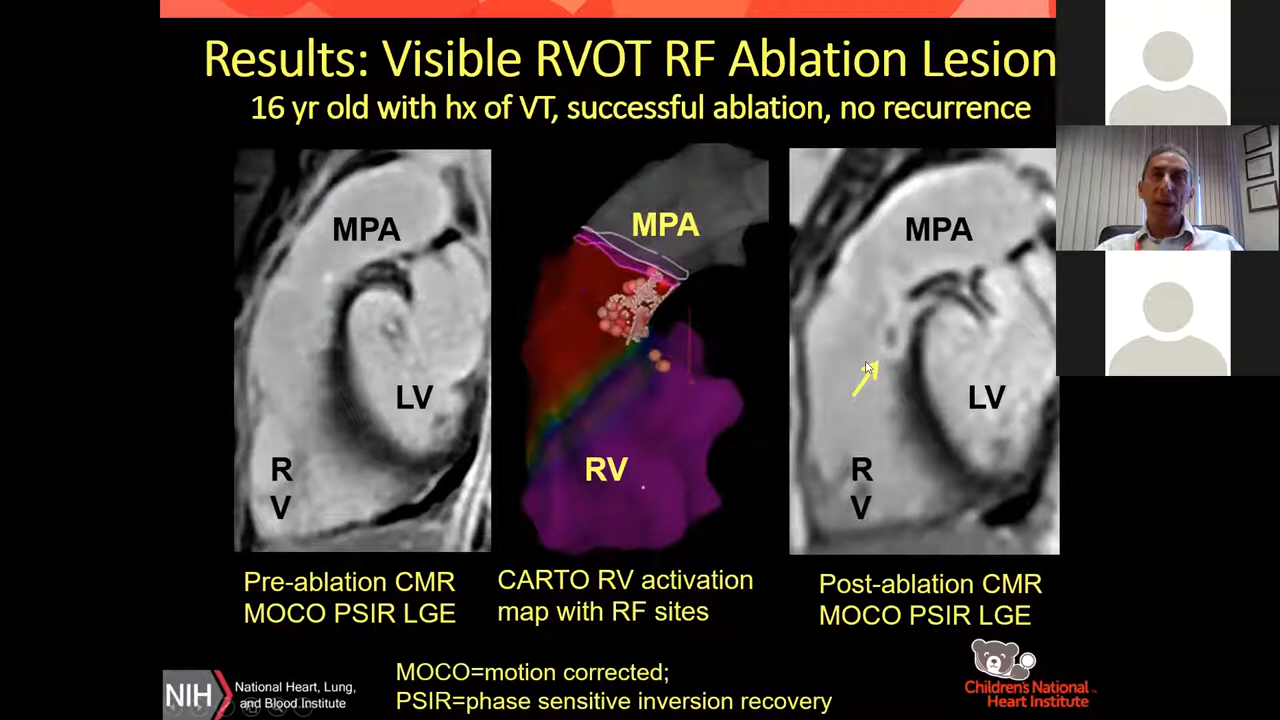 Results: Visible RVOT RF Ablation Lesion
16 yr old with hx of VT, successful ablation, no recurrence
MPA
LV
R
V
MPA
RV
MPA
LV
R
V
Pre-ablation CMR
MOCO PSIR LGE
CARTO RV activation
map with RF sites
Post-ablation CMR
MOCO PSIR LGE
MOCO=motion corrected;
PSIR=phase sensitive inversion recovery
NIH
National Heart, Lung,
and Blood Institute
Children's National
Heart Institute